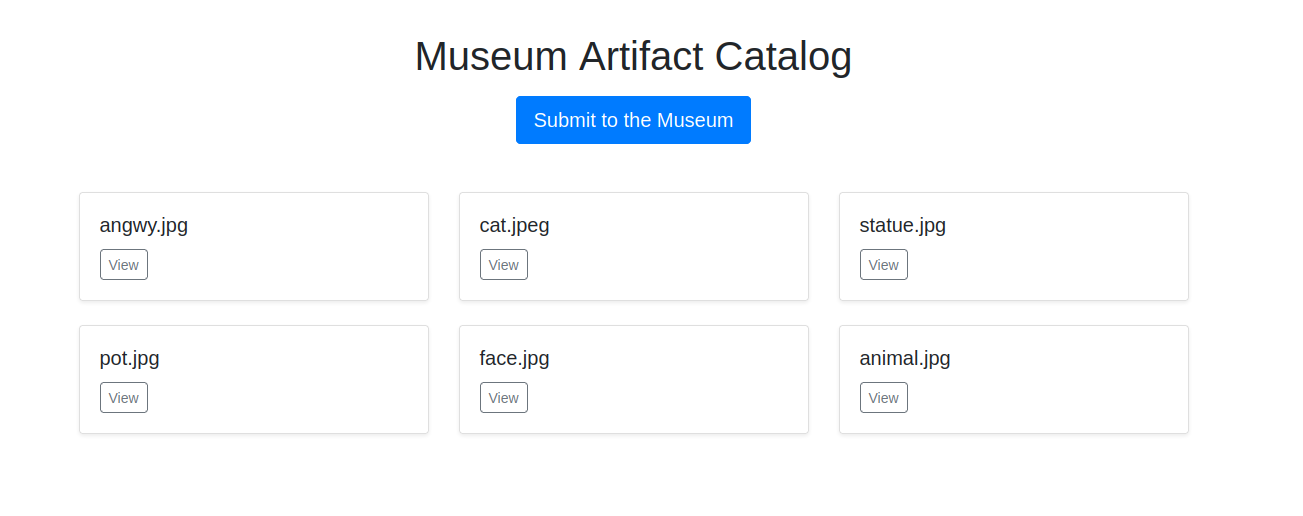 Museum Artifact Catalog
Submit to the Museum
angwy.jpg
View
cat.jpeg
View
statue.jpg
View
pot.jpg
View
face.jpg
View
animal.jpg
View